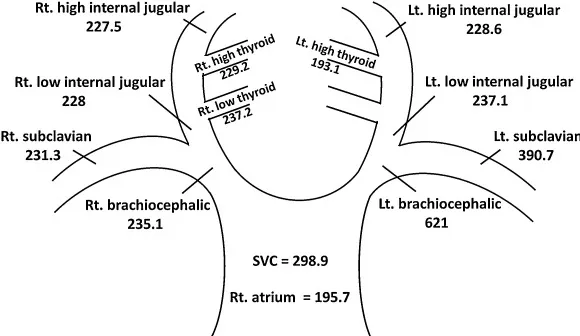 Rt. high internal jugular
227.5
Lt. high internal jugular
228.6
Rt. high thyroid
229.2
Lt. high thyroid
193.1
Rt. low internal jugular
228
Rt. low thyroid
237.2
Lt. low internal jugular
237.1
Rt. subclavian
231.3
Lt. subclavian
390.7
Rt. brachiocephalic
235.1
Lt. brachiocephalic
621
SVC = 298.9
Rt. atrium = 195.7